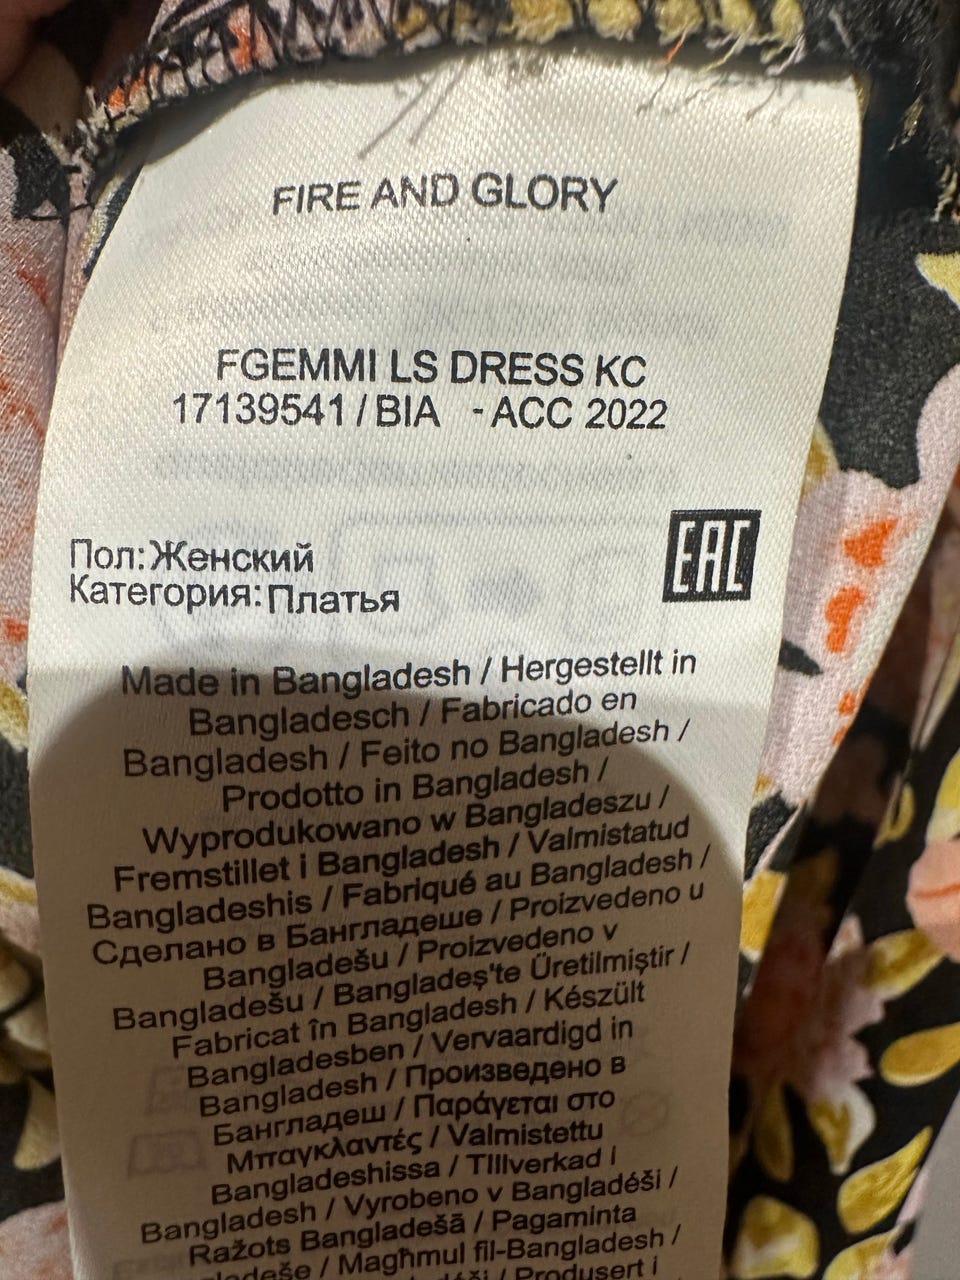 FIRE AND GLORY
FGEMMI LS DRESS KC
17139541 / BIA - ACC 2022
Пол: Женский
Категория: Платья
EAC
Made in Bangladesh / Hergestellt in
Bangladesch / Fabricado en
Bangladesh / Feito no Bangladesh /
Prodotto in Bangladesh /
Wyprodukowano w Bangladeszu /
Fremstillet i Bangladesh / Valmistatud
Bangladeshis / Fabriqué au Bangladesh /
Сделано в Бангладеше / Proizvedeno u
Bangladešu / Proizvedeno v
Bangladešu / Bangladeş'te Üretilmiştir /
Fabricat în Bangladesh / Készült
Bangladesben / Vervaardigd in
Bangladesh / Произведено в
Бангладеш / Παράγεται στο
Μπαγκλαντές / Valmistettu
Bangladeshissa / TIllverkad i
Bangladesh / Vyrobeno v Bangladéši /
Ražots Bangladešā / Pagaminta
Bangladeše / Magħmul fil-Bangladesh /
/ Produsert i